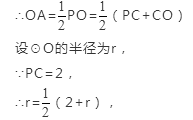 ∴OA=1/2PO=1/2（PC+CO）
设⊙O的半径为r，
∵PC=2，
∴r=1/2（2+r），